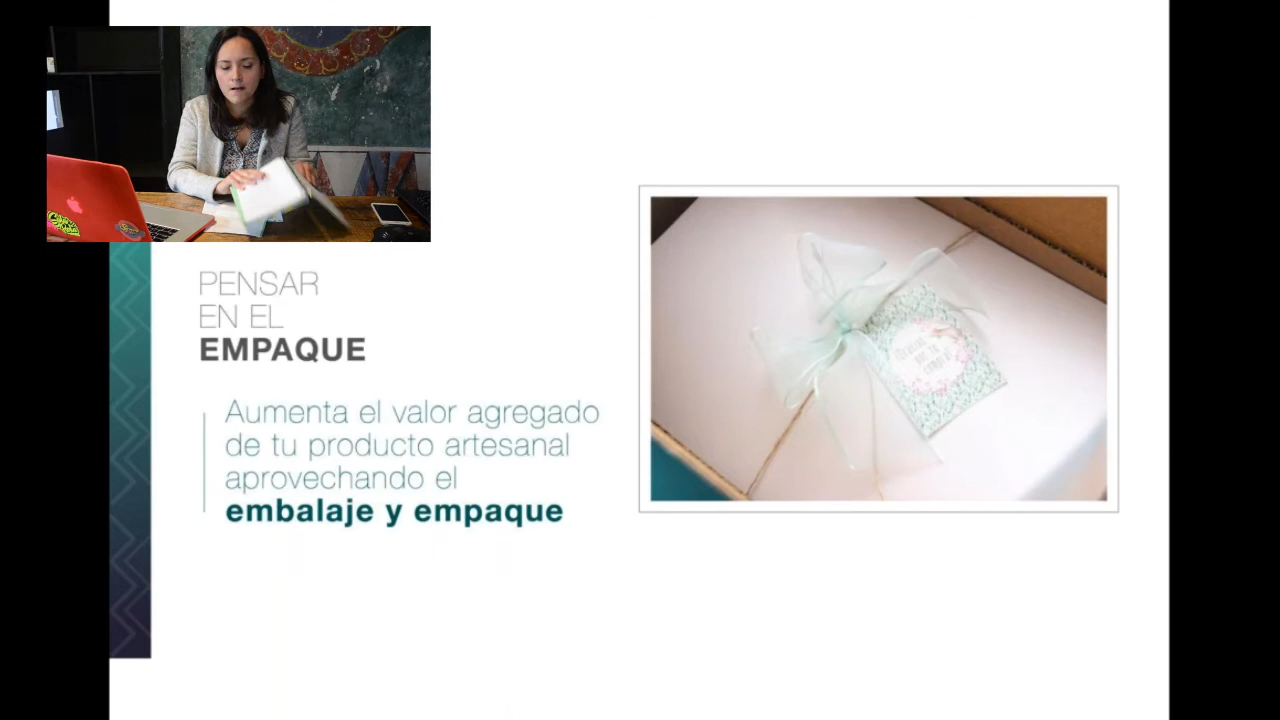 PENSAR
EN EL
EMPAQUE
Aumenta el valor agregado
de tu producto artesanal
aprovechando el
embalaje y empaque